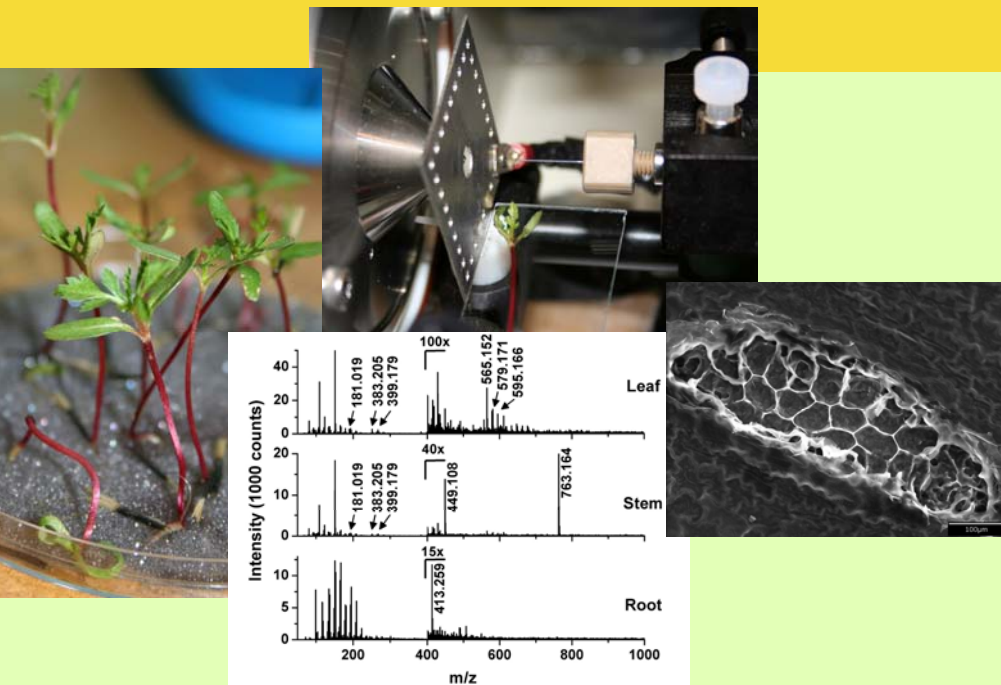 100x
565.152
579.171
595.166
181.019
383.205
399.179
Leaf
40
20
0
40x
449.108
763.164
181.019
383.205
399.179
Stem
20
10
0
15x
413.259
Root
10
5
0
Intensity (1000 counts)
200 400 600 800 1000
m/z
100µm